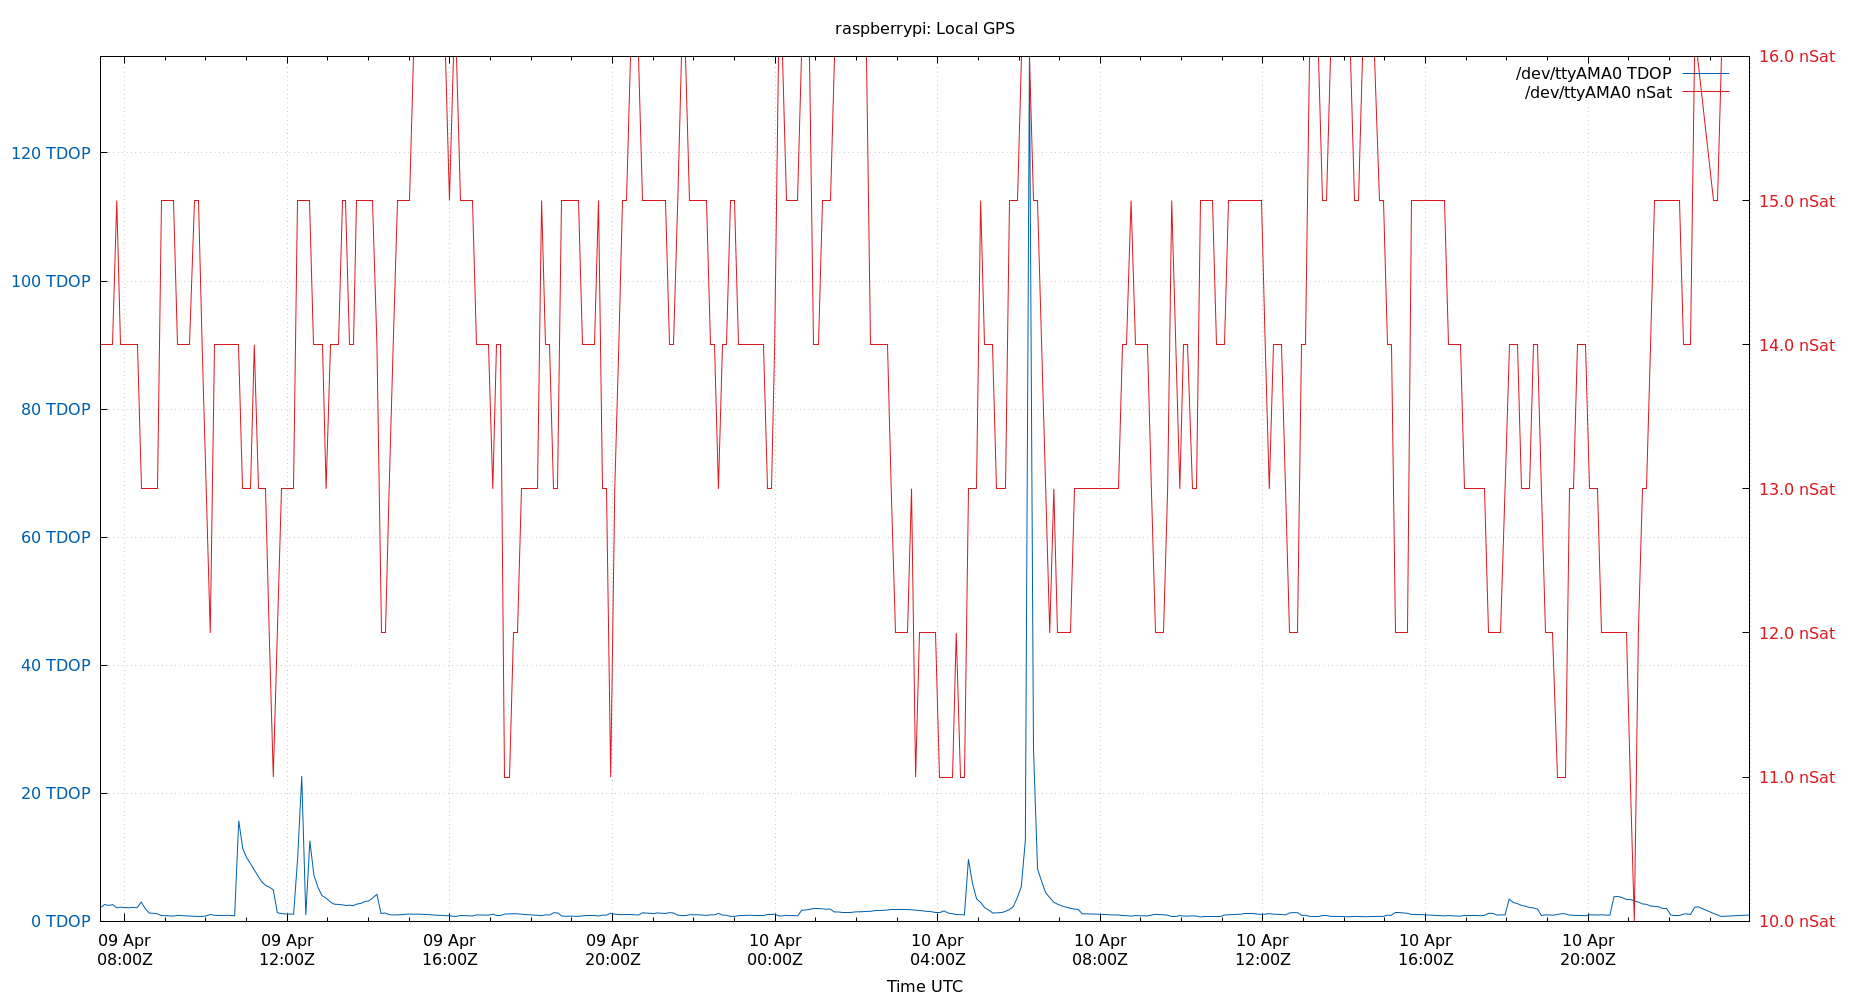 raspberrypi: Local GPS
/dev/ttyAMA0 TDOP
/dev/ttyAMA0 nSat
120 TDOP
100 TDOP
80 TDOP
60 TDOP
40 TDOP
20 TDOP
0 TDOP
16.0 nSat
15.0 nSat
14.0 nSat
13.0 nSat
12.0 nSat
11.0 nSat
10.0 nSat
09 Apr
08:00Z
09 Apr
12:00Z
09 Apr
16:00Z
09 Apr
20:00Z
10 Apr
00:00Z
10 Apr
04:00Z
10 Apr
08:00Z
10 Apr
12:00Z
10 Apr
16:00Z
10 Apr
20:00Z
Time UTC